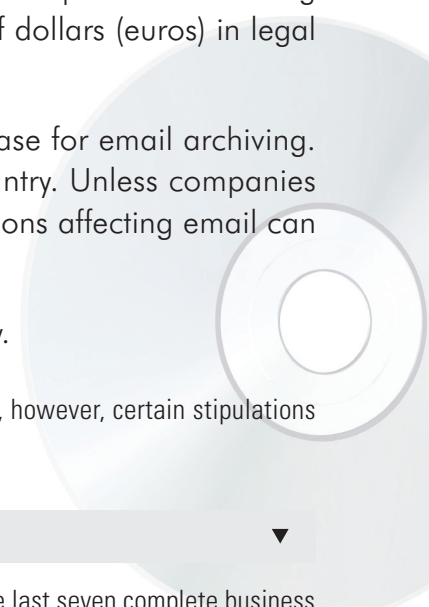 f dollars (euros) in legal
ase for email archiving.
ntry. Unless companies
ons affecting email can
, however, certain stipulations
▼
e last seven complete business